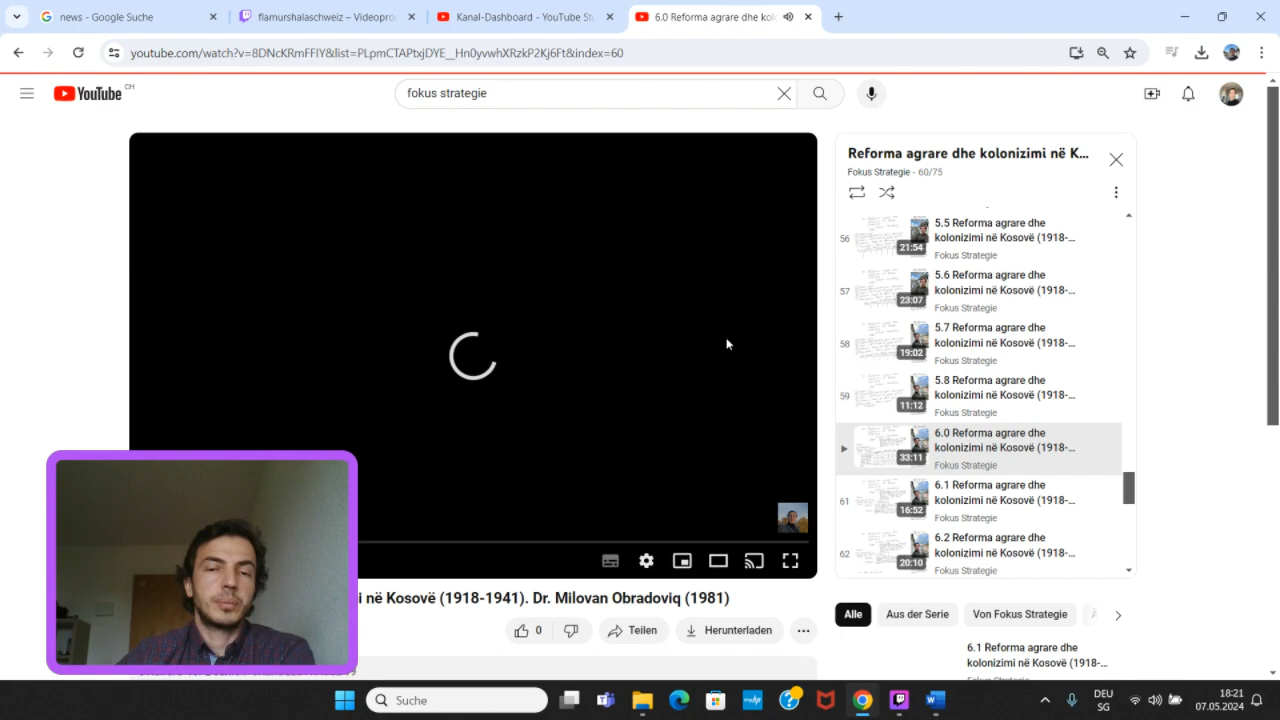 news - Google Suche
flamurshalaschweiz – Videoproc
Kanal-Dashboard - YouTube St
6.0 Reforma agrare dhe kolo
youtube.com/watch?v=8DNcKRmFFIY&list=PLpmCTAPtxjDYE__Hn0yvwhXRzkP2Kj6Ft&index=60
YouTube CH
fokus strategie
Reforma agrare dhe kolonizimi në K...
Fokus Strategie - 60/75
56
5.5 Reforma agrare dhe
kolonizimi në Kosovë (1918-...
21:54
Fokus Strategie
57
5.6 Reforma agrare dhe
kolonizimi në Kosovë (1918-...
23:07
Fokus Strategie
58
5.7 Reforma agrare dhe
kolonizimi në Kosovë (1918-...
19:02
Fokus Strategie
59
5.8 Reforma agrare dhe
kolonizimi në Kosovë (1918-...
11:12
Fokus Strategie
6.0 Reforma agrare dhe
kolonizimi në Kosovë (1918-...
33:11
Fokus Strategie
61
6.1 Reforma agrare dhe
kolonizimi në Kosovë (1918-...
16:52
Fokus Strategie
62
6.2 Reforma agrare dhe
kolonizimi në Kosovë (1918-...
20:10
Fokus Strategie
i në Kosovë (1918-1941). Dr. Milovan Obradoviq (1981)
0
Teilen
Herunterladen
Alle
Aus der Serie
Von Fokus Strategie
6.1 Reforma agrare dhe
kolonizimi në Kosovë (1918-...
Suche
DEU
SG
18:21
07.05.2024